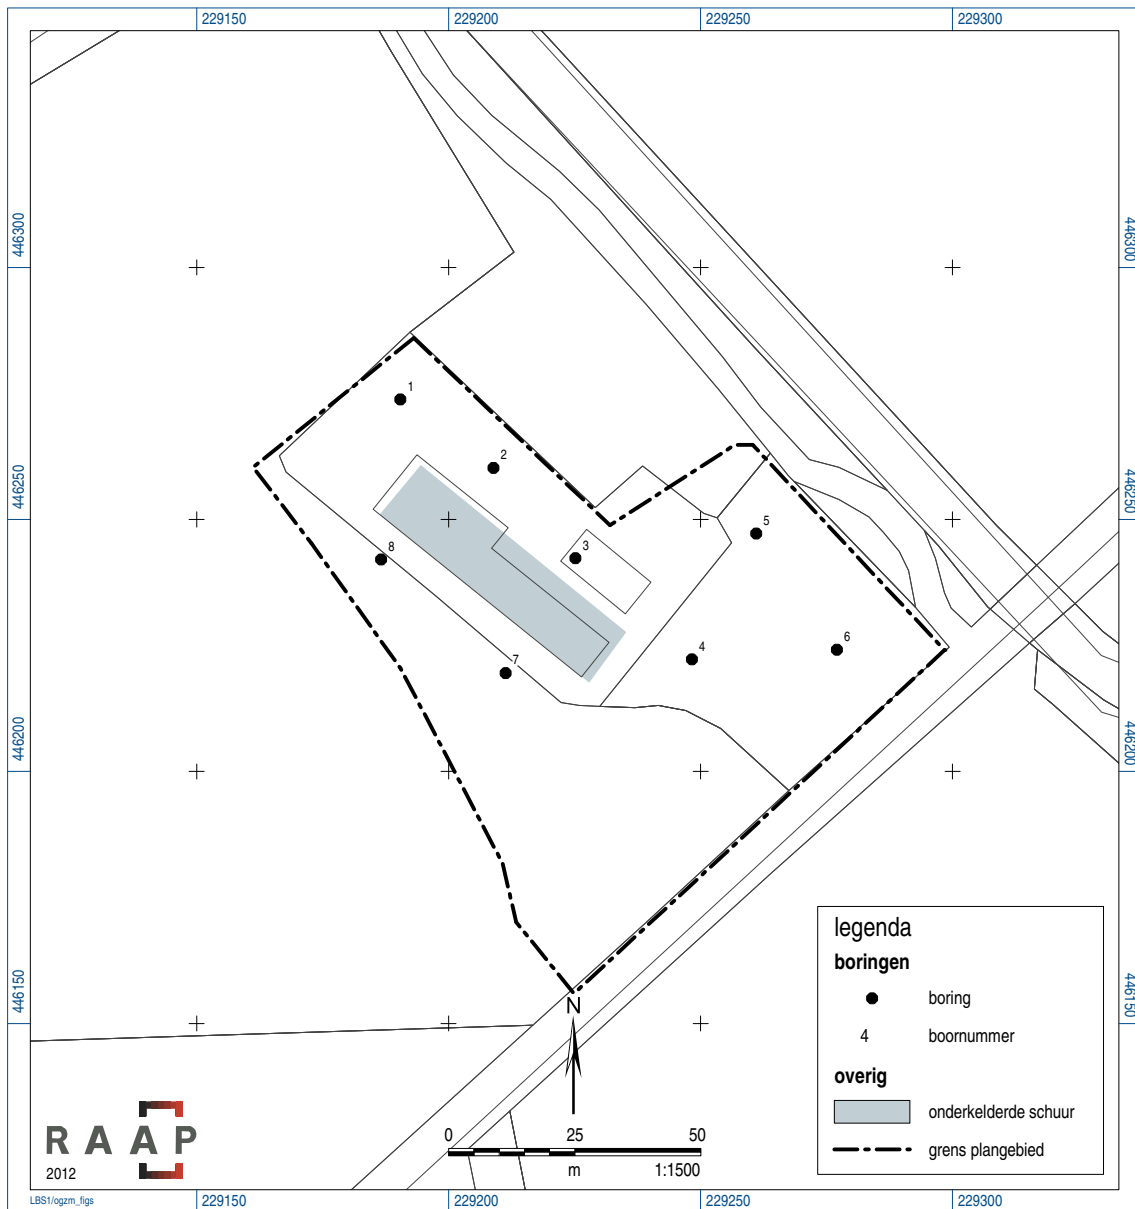 229150 229200 229250 229300
446300 446300
1
2
446250 446250
5
3
8
4 6
7
446200 446200
446150 446150
N
legenda
boringen
boring
4 boornummer
overig
onderkelderde schuur
grens plangebied
RAAP
2012
0 25 50
m 1:1500
LBS1/ogzm_figs
229150 229200 229250 229300